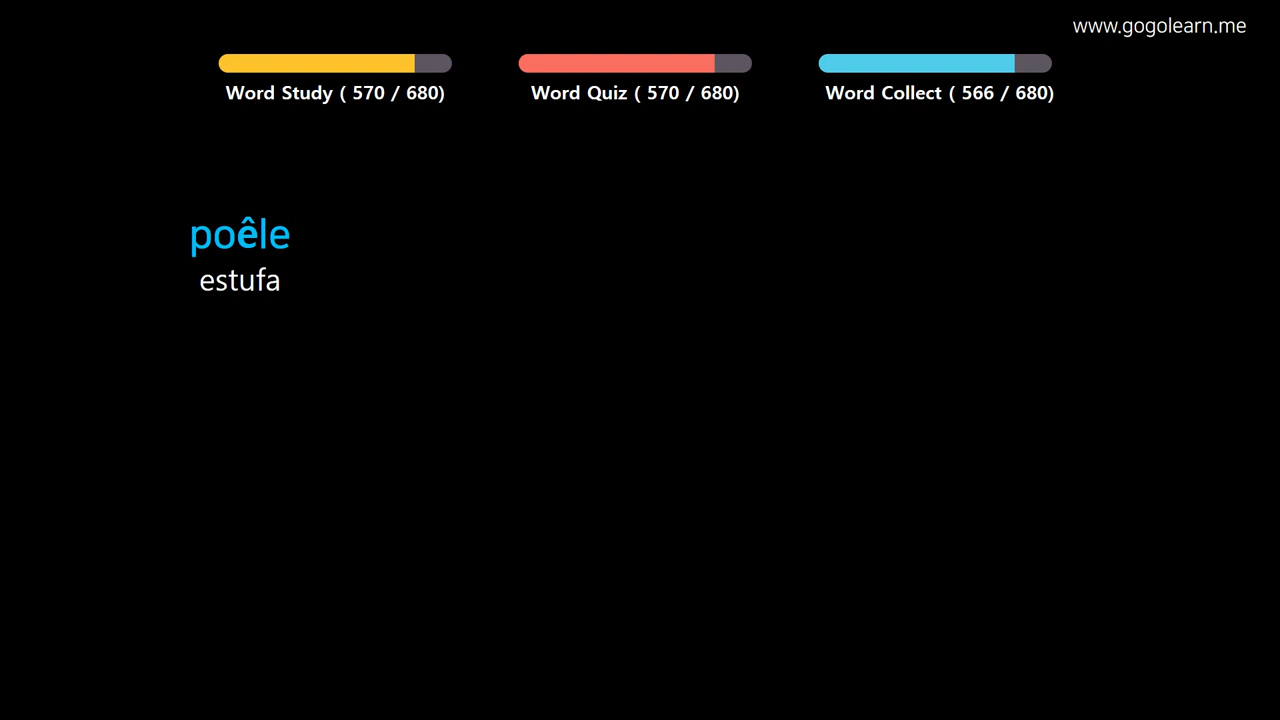 www.gogolearn.me
Word Study ( 570 / 680)
Word Quiz ( 570 / 680)
Word Collect ( 566 / 680)
poêle
estufa